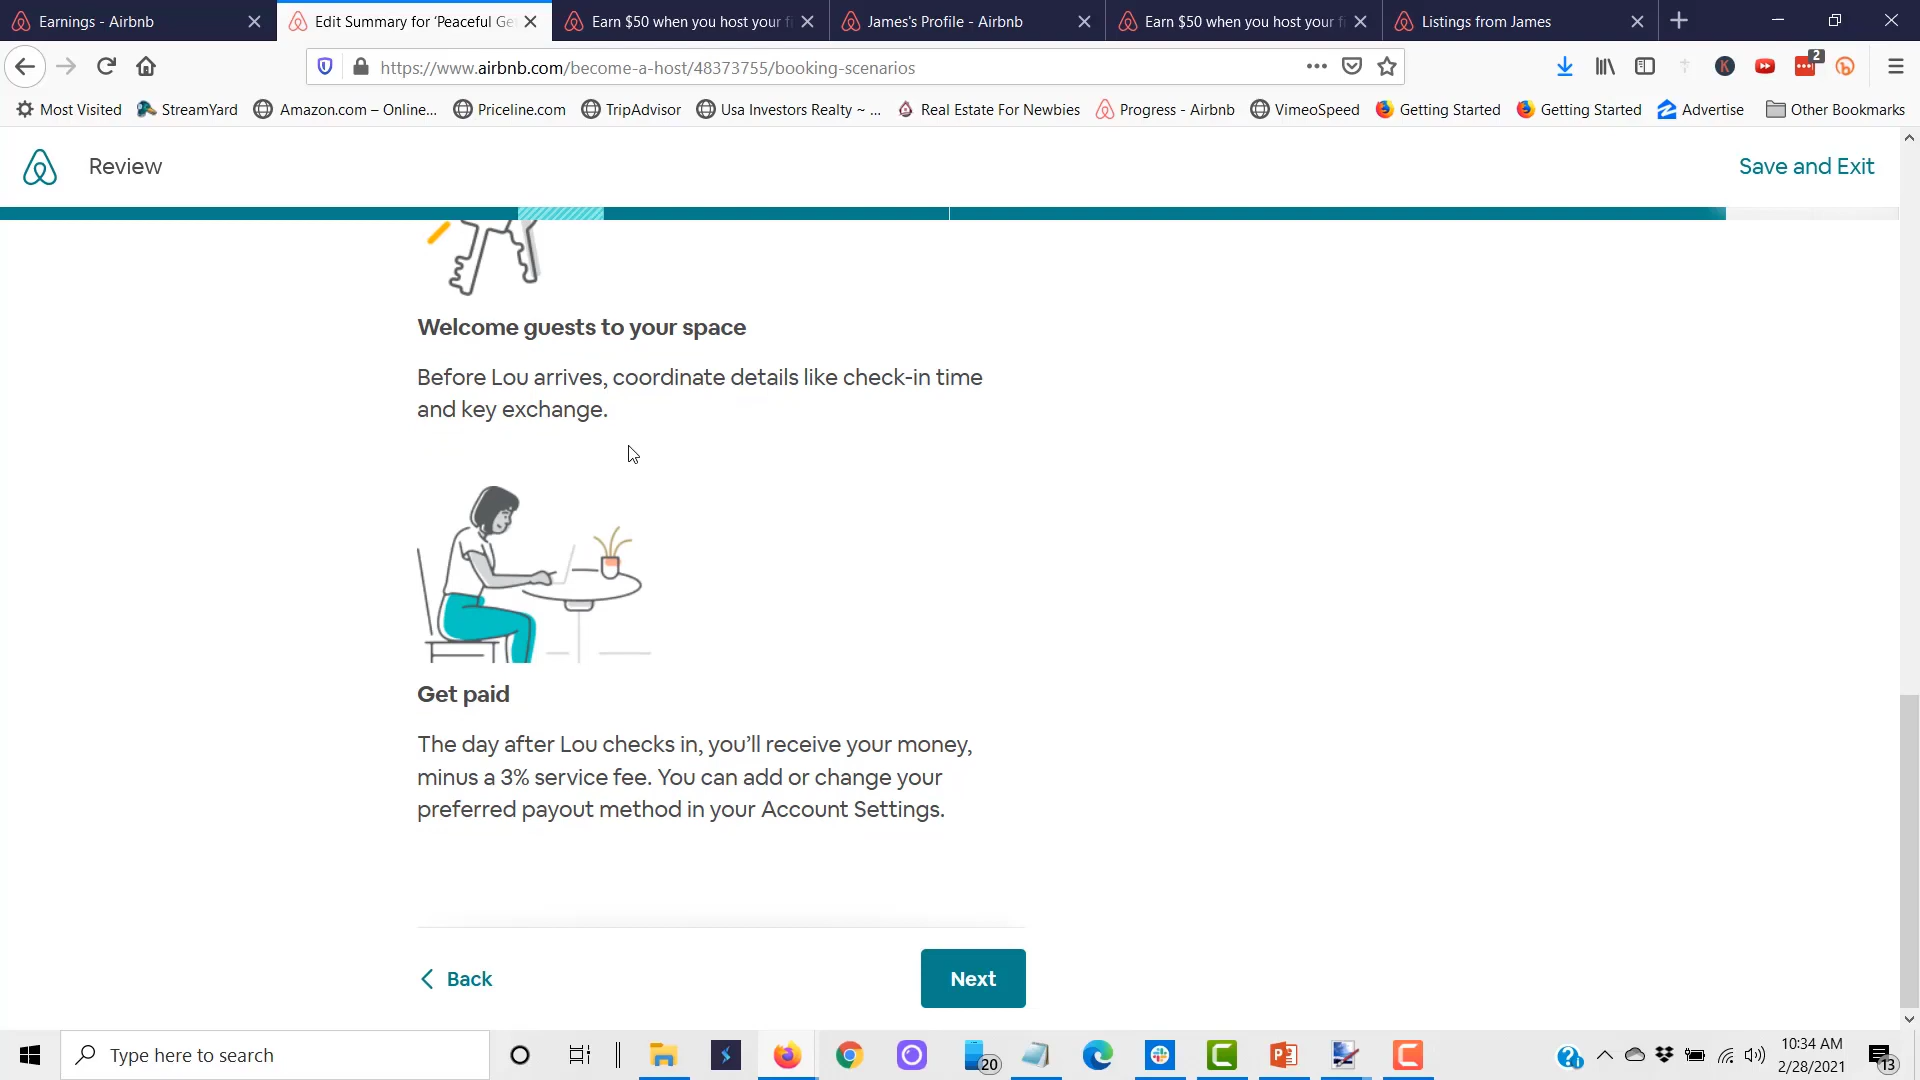 Earnings - Airbnb
Edit Summary for 'Peaceful Ge
Earn $50 when you host your f
James's Profile - Airbnb
Earn $50 when you host your f
Listings from James
https://www.airbnb.com/become-a-host/48373755/booking-scenarios
2
Most Visited
StreamYard
Amazon.com – Online...
Priceline.com
TripAdvisor
Usa Investors Realty ~ ...
Real Estate For Newbies
Progress - Airbnb
VimeoSpeed
Getting Started
Getting Started
Advertise
Other Bookmarks
Review
Save and Exit
Welcome guests to your space
Before Lou arrives, coordinate details like check-in time
and key exchange.
Get paid
The day after Lou checks in, you'll receive your money,
minus a 3% service fee. You can add or change your
preferred payout method in your Account Settings.
Back
Next
Type here to search
20
10:34 AM
2/28/2021
13